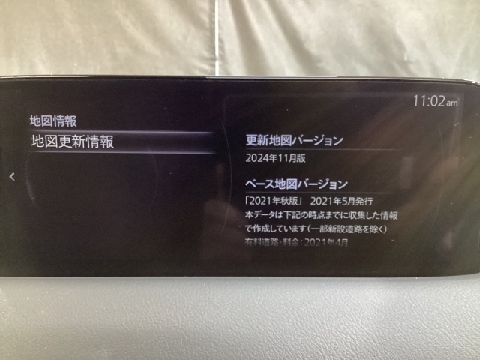 11:02am
地図情報
地図更新情報
更新地図バージョン
2024年11月版
ベース地図バージョン
「2021年秋版」 2021年5月発行
本データは下記の時点までに収集した情報
で作成しています(一部新設道路を除く)
有料道路・料金:2021年4月